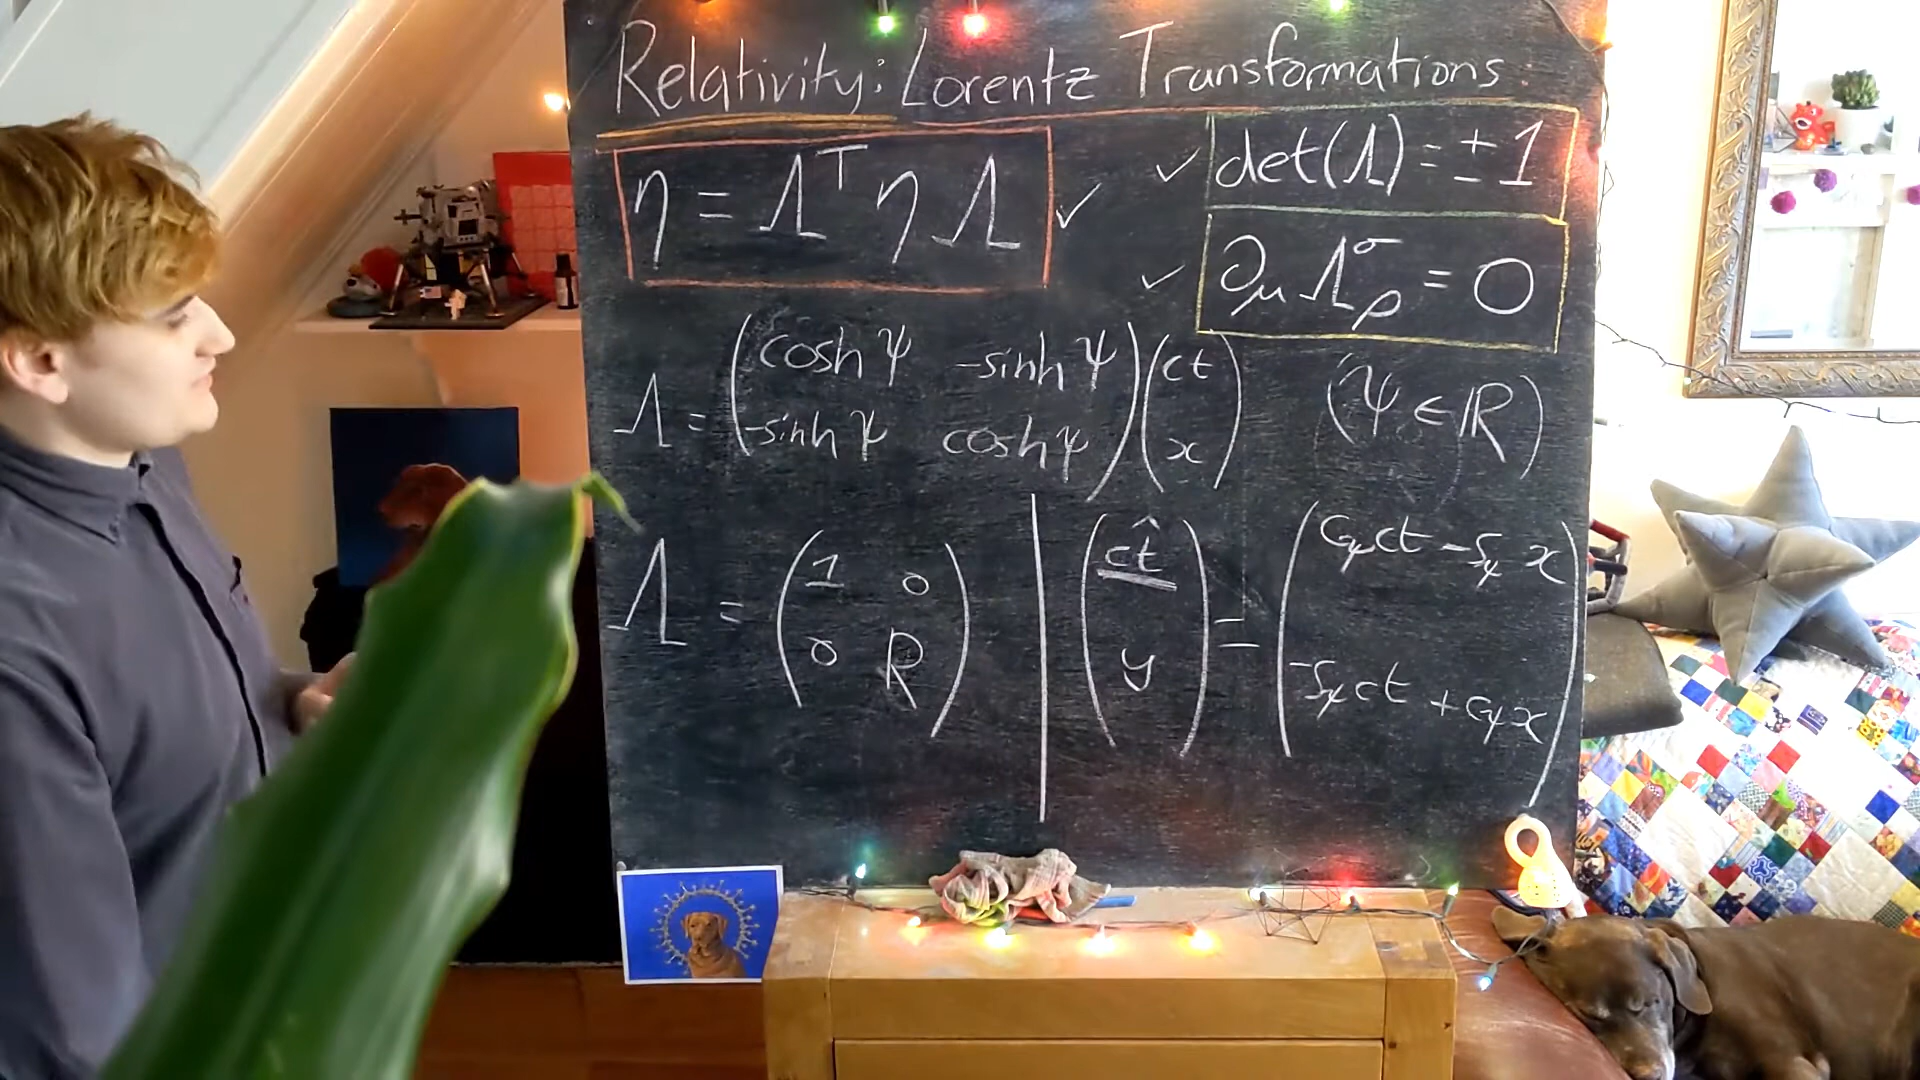 Relativity: Lorentz Transformations
η = Λᵀ η Λ ✓
✓ det(Λ) = ±1
✓ ∂μ Λ^σ_ρ = 0
Λ = ( cosh ψ -sinh ψ ) ( ct ) (ψ ∈ ℝ)
( -sinh ψ cosh ψ ) ( x )
Λ = ( 1 0 ) | ( ct̂ ) = ( Cψ ct - Sψ x )
( 0 R ) | ( y ) ( -Sψ ct + Cψ x )